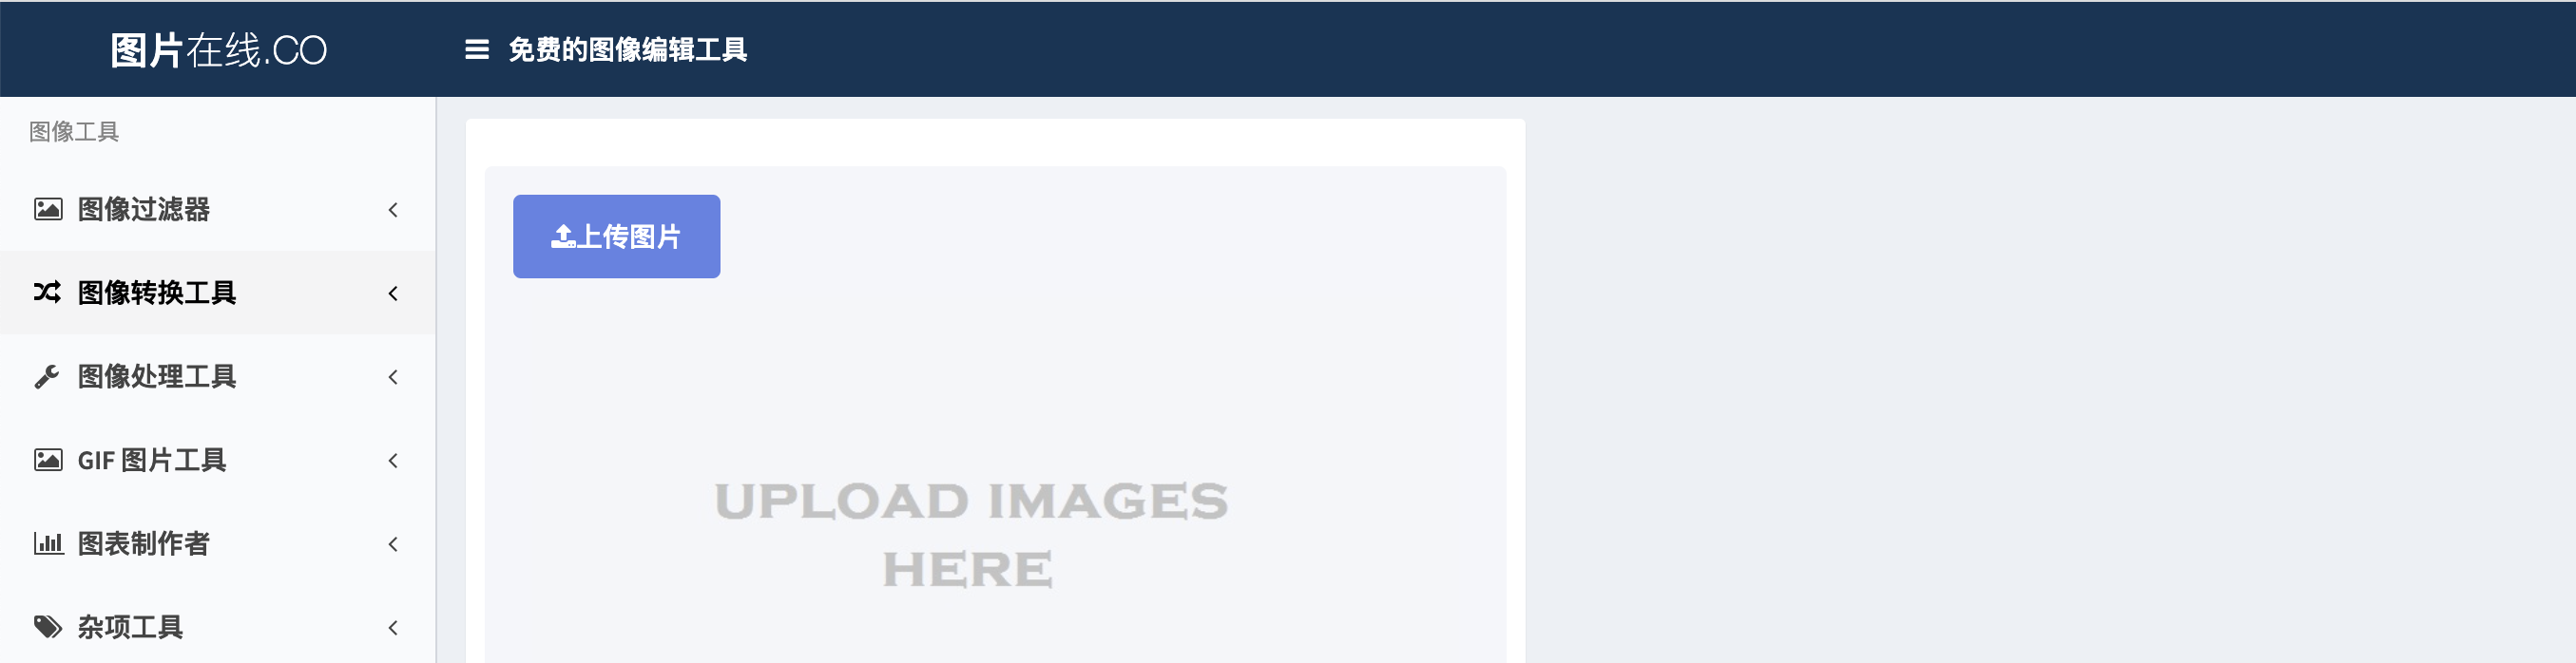 图片在线.CO
免费的图像编辑工具
图像工具
图像过滤器
图像转换工具
图像处理工具
GIF 图片工具
图表制作者
杂项工具
上传图片
UPLOAD IMAGES
HERE